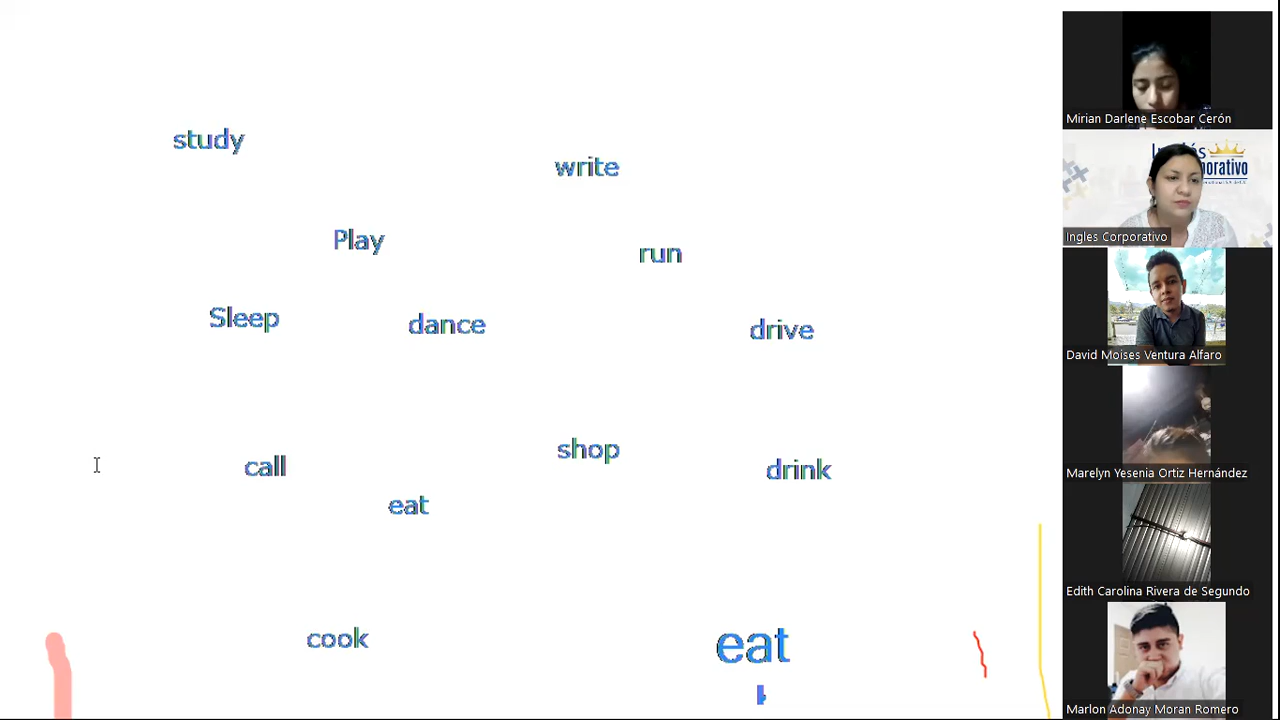 study
write
Play
run
Sleep
dance
drive
call
shop
drink
eat
cook
eat
Mirian Darlene Escobar Cerón
Ingles Corporativo
David Moises Ventura Alfaro
Marelyn Yesenia Ortiz Hernández
Edith Carolina Rivera de Segundo
Marlon Adonay Moran Romero